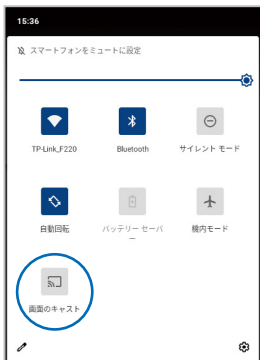 15:36
スマートフォンをミュートに設定
TP-Link_F220 Bluetooth サイレント モード
自動回転 バッテリー セーバー
機内モード
画面のキャスト